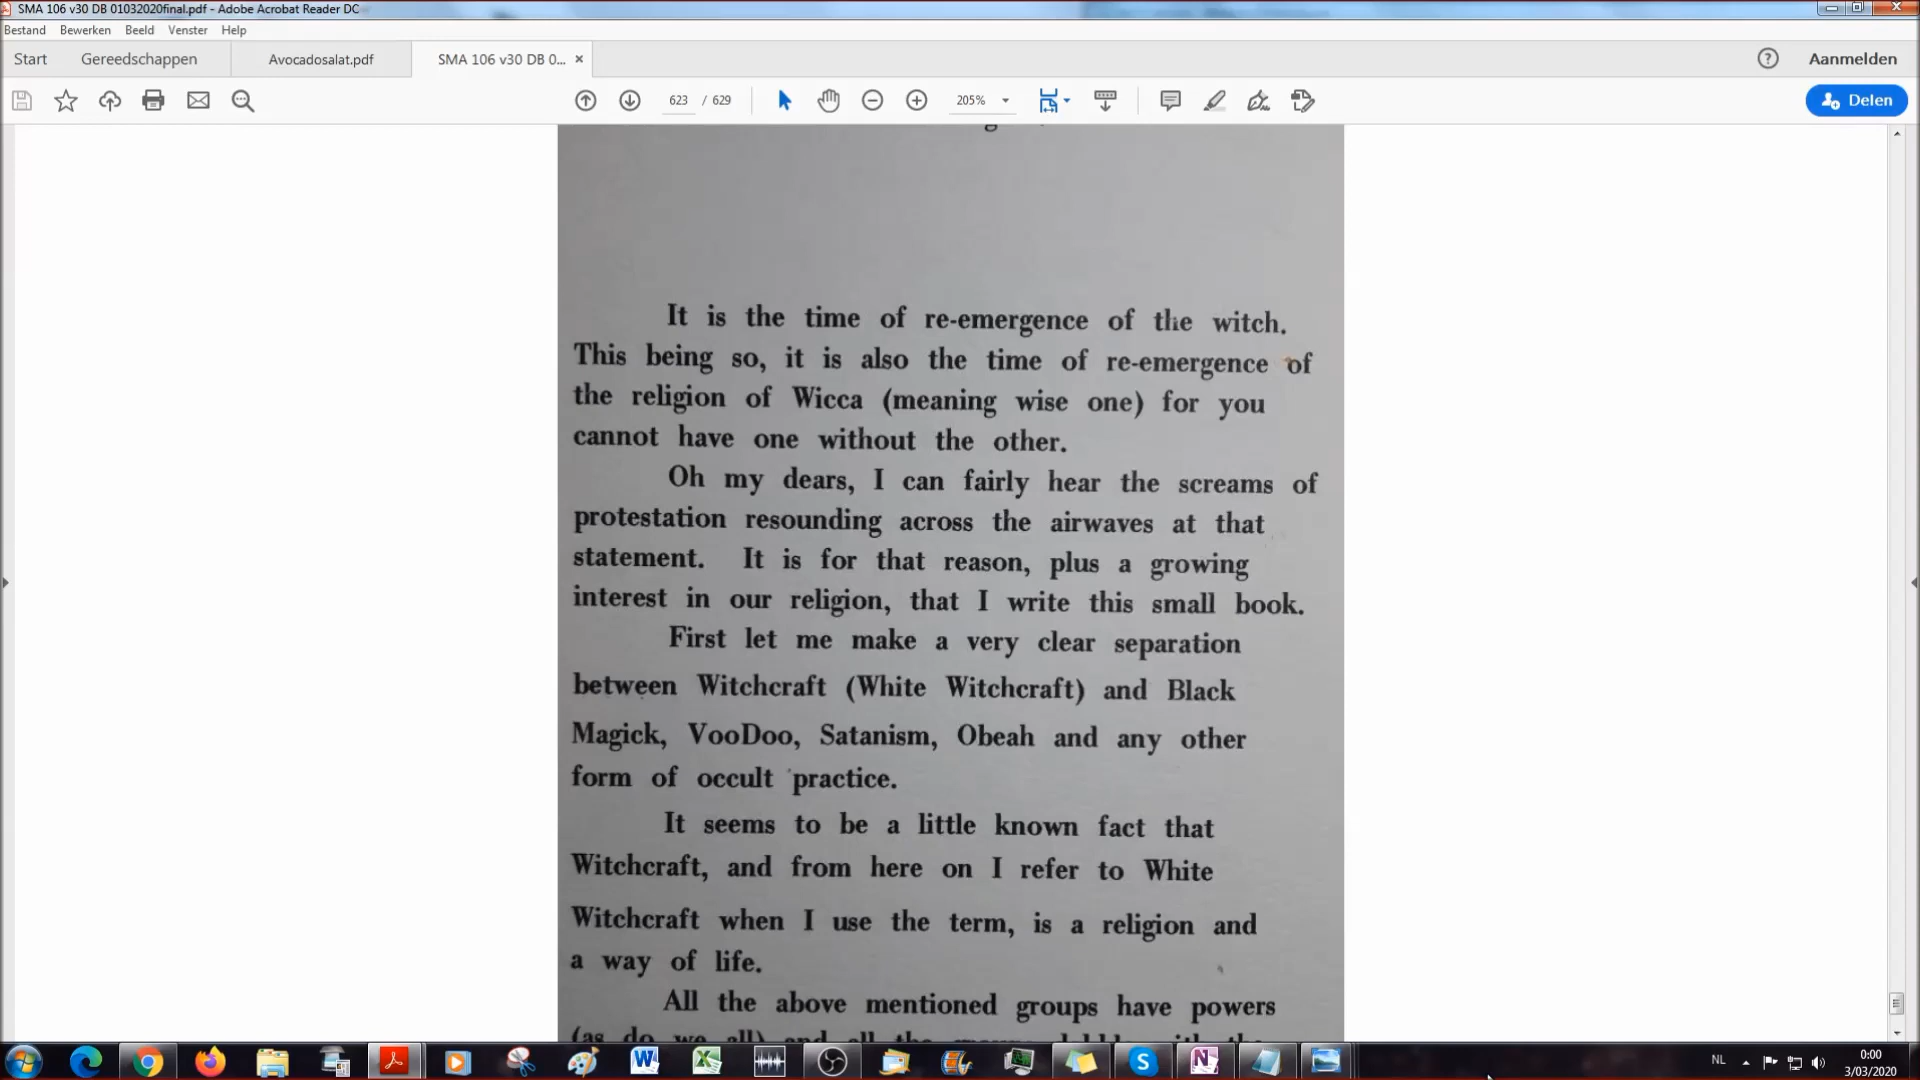 SMA 106 v30 DB 01032020final.pdf - Adobe Acrobat Reader DC
Bestand Bewerken Beeld Venster Help
Start Gereedschappen Avocadosalat.pdf SMA 106 v30 DB 0... × ? Aanmelden
623 / 629 205% Delen
It is the time of re-emergence of the witch.
This being so, it is also the time of re-emergence of
the religion of Wicca (meaning wise one) for you
cannot have one without the other.
Oh my dears, I can fairly hear the screams of
protestation resounding across the airwaves at that
statement. It is for that reason, plus a growing
interest in our religion, that I write this small book.
First let me make a very clear separation
between Witchcraft (White Witchcraft) and Black
Magick, VooDoo, Satanism, Obeah and any other
form of occult practice.
It seems to be a little known fact that
Witchcraft, and from here on I refer to White
Witchcraft when I use the term, is a religion and
a way of life.
All the above mentioned groups have powers
(as do we all) and all the
NL 0:00
3/03/2020